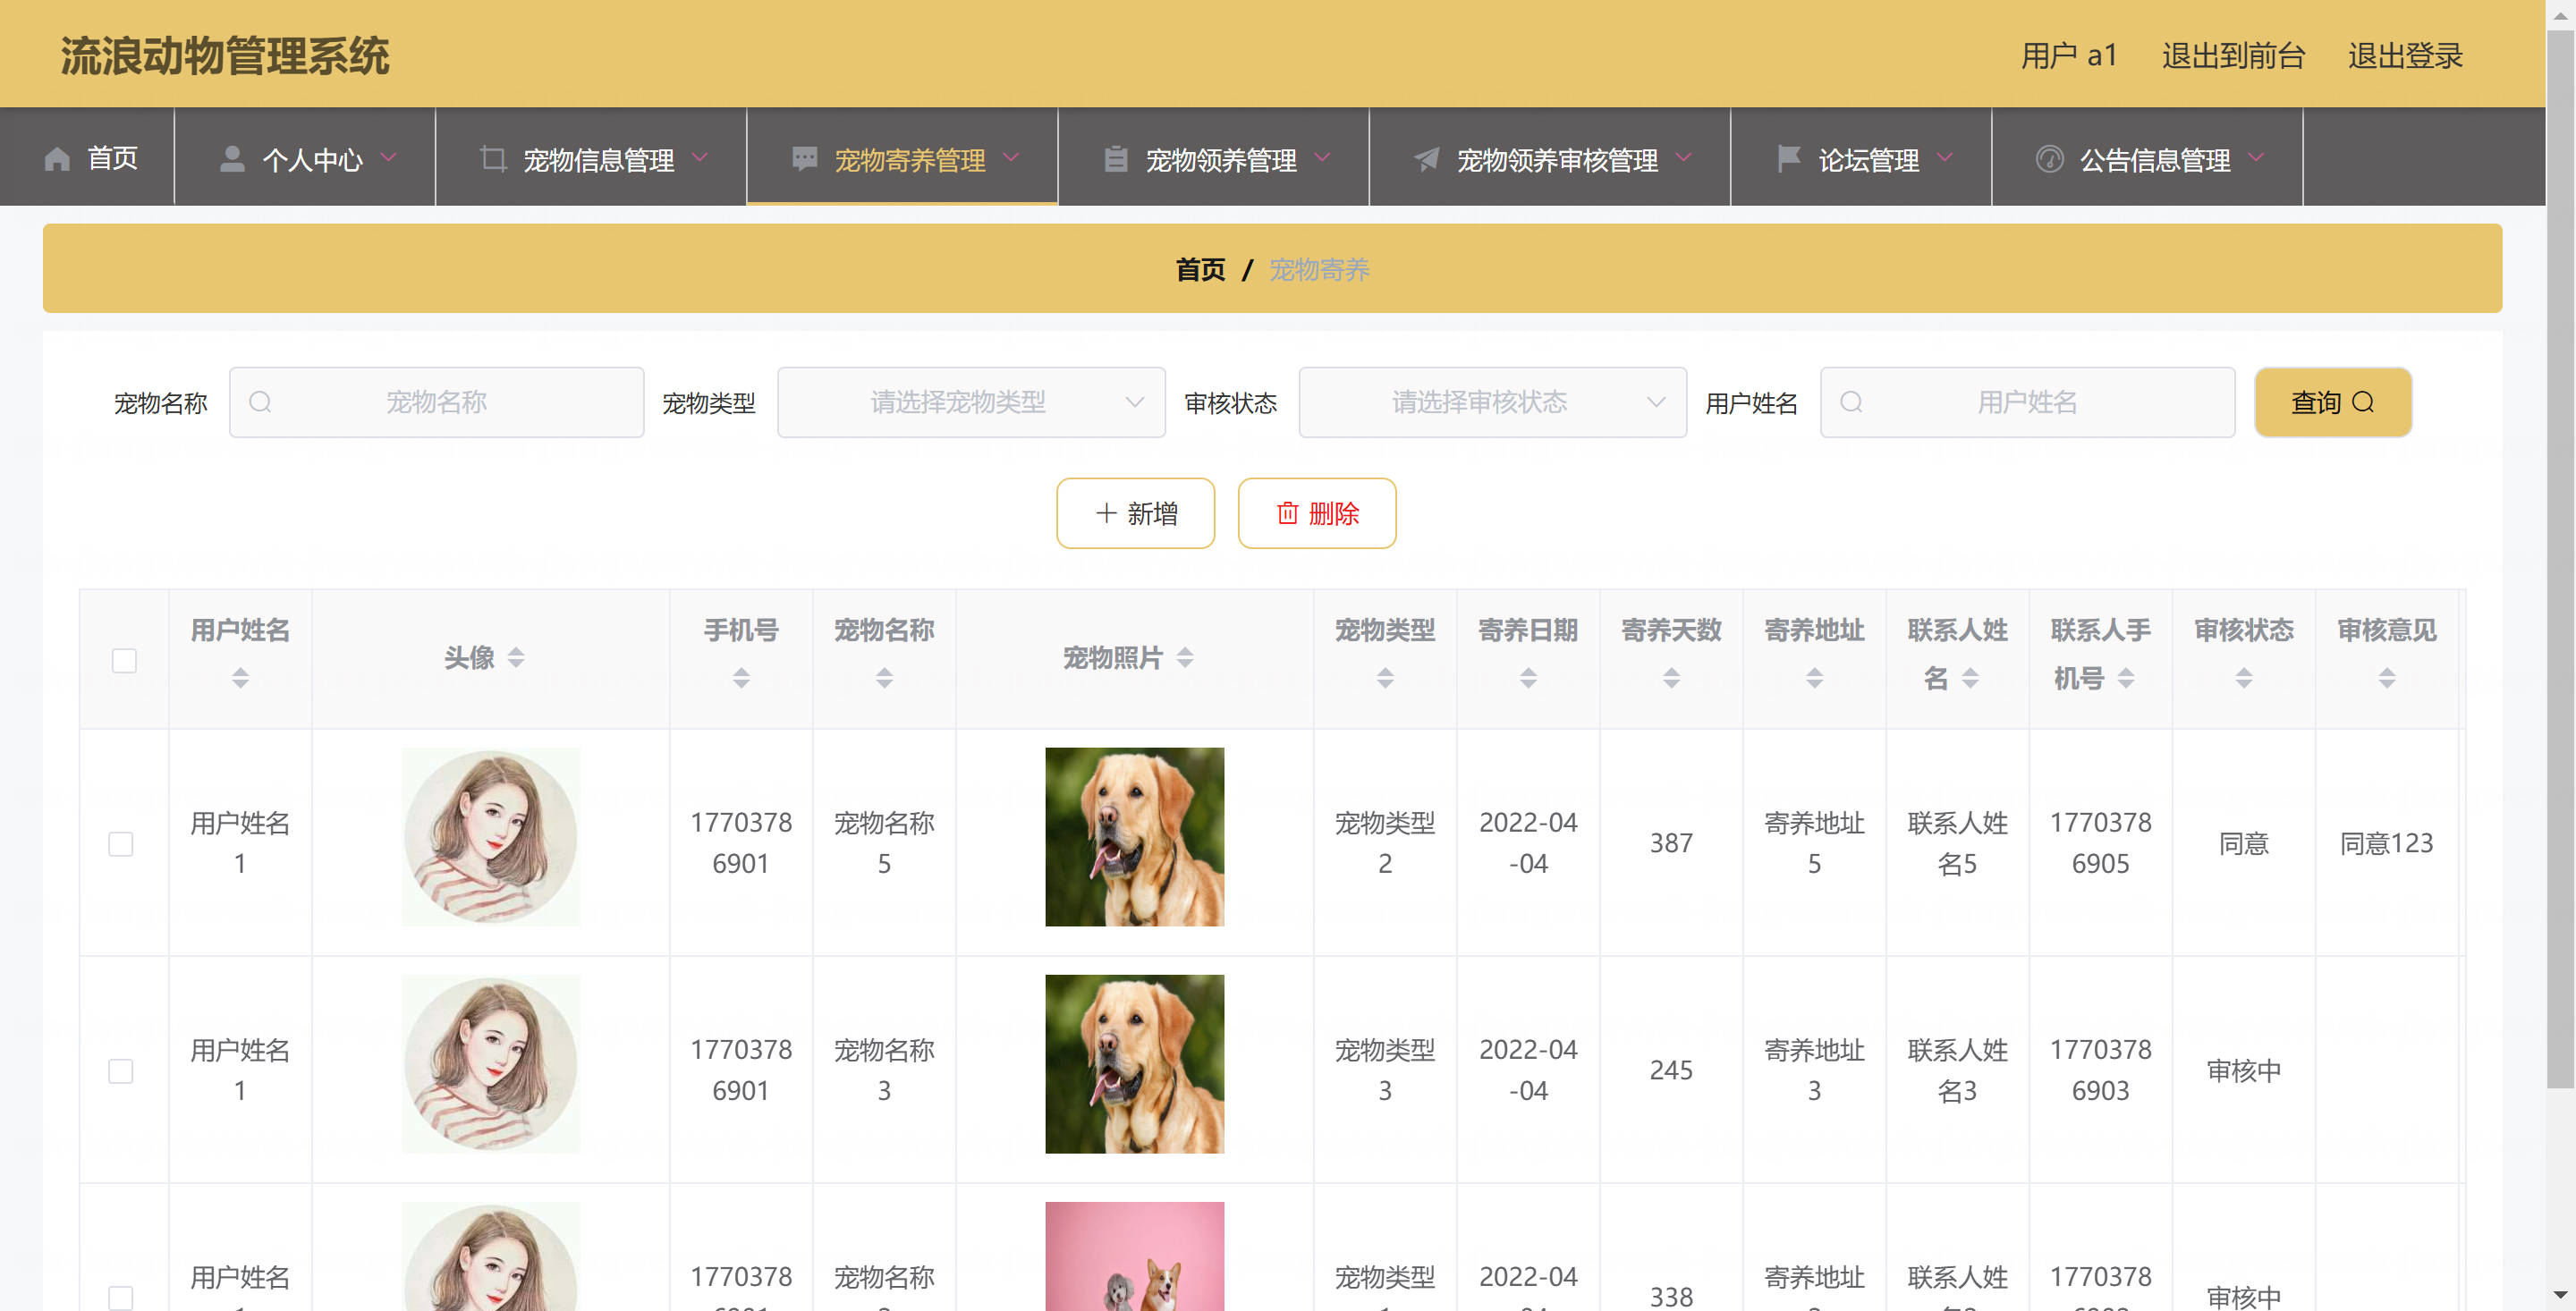 流浪动物管理系统
用户 a1 退出到前台 退出登录
首页 个人中心 宠物信息管理 宠物寄养管理 宠物领养管理 宠物领养审核管理 论坛管理 公告信息管理
首页 / 宠物寄养
宠物名称 宠物名称 宠物类型 请选择宠物类型 审核状态 请选择审核状态 用户姓名 用户姓名 查询
新增 删除
用户姓名 头像 手机号 宠物名称 宠物照片 宠物类型 寄养日期 寄养天数 寄养地址 联系人姓 联系人手 审核状态 审核意见
名 机号
用户姓名 1770378 宠物名称 宠物类型 2022-04 387 寄养地址 联系人姓 1770378 同意 同意123
1 6901 5 2 -04 5 名5 6905
用户姓名 1770378 宠物名称 宠物类型 2022-04 245 寄养地址 联系人姓 1770378 审核中
1 6901 3 3 -04 3 名3 6903
用户姓名 1770378 宠物名称 宠物类型 2022-04 338 寄养地址 联系人姓 1770378 审核中